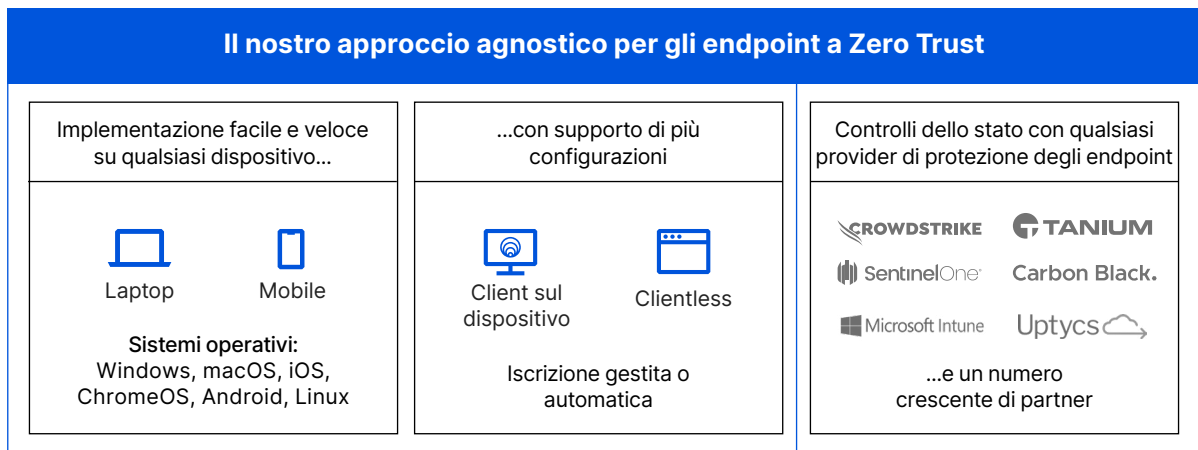 Il nostro approccio agnostico per gli endpoint a Zero Trust
Implementazione facile e veloce
su qualsiasi dispositivo...
Laptop
Mobile
Sistemi operativi:
Windows, macOS, iOS,
ChromeOS, Android, Linux
...con supporto di più
configurazioni
Client sul
dispositivo
Clientless
Iscrizione gestita o
automatica
Controlli dello stato con qualsiasi
provider di protezione degli endpoint
CROWDSTRIKE
TANIUM
SentinelOne
Carbon Black.
Microsoft Intune
Uptycs
...e un numero
crescente di partner